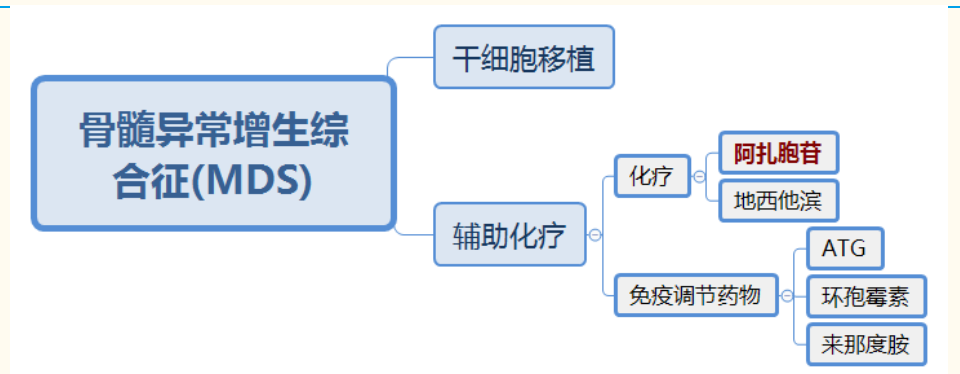 骨髓异常增生综
合征(MDS)
干细胞移植
辅助化疗
化疗
阿扎胞苷
地西他滨
免疫调节药物
ATG
环孢霉素
来那度胺